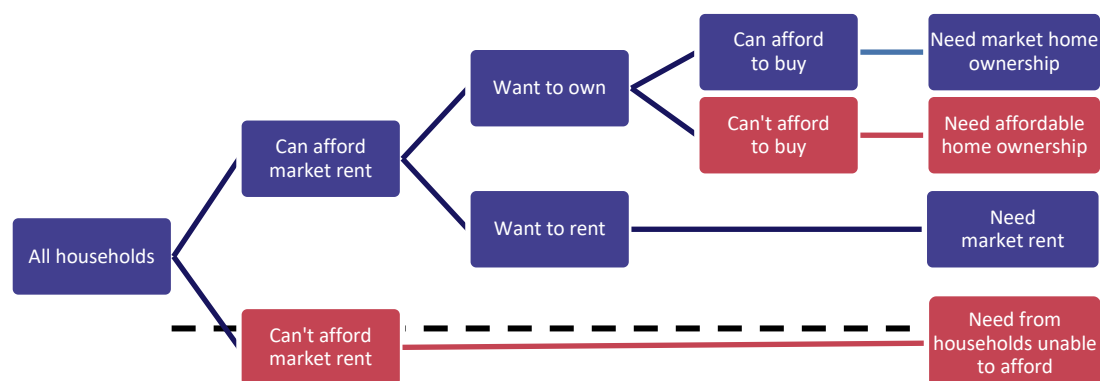 Can afford
to buy
Need market home
ownership
Want to own
Can't afford
to buy
Need affordable
home ownership
Can afford
market rent
Want to rent
Need
market rent
All households
Can't afford
market rent
Need from
households unable
to afford